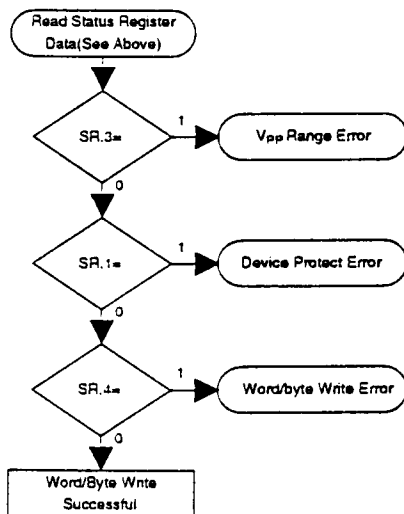 Read Status Register
Data(See Above)
SR.3=
1
VPP Range Error
0
SR.1=
1
Device Protect Error
0
SR.4=
1
Word/byte Write Error
0
Word/Byte Write
Successful